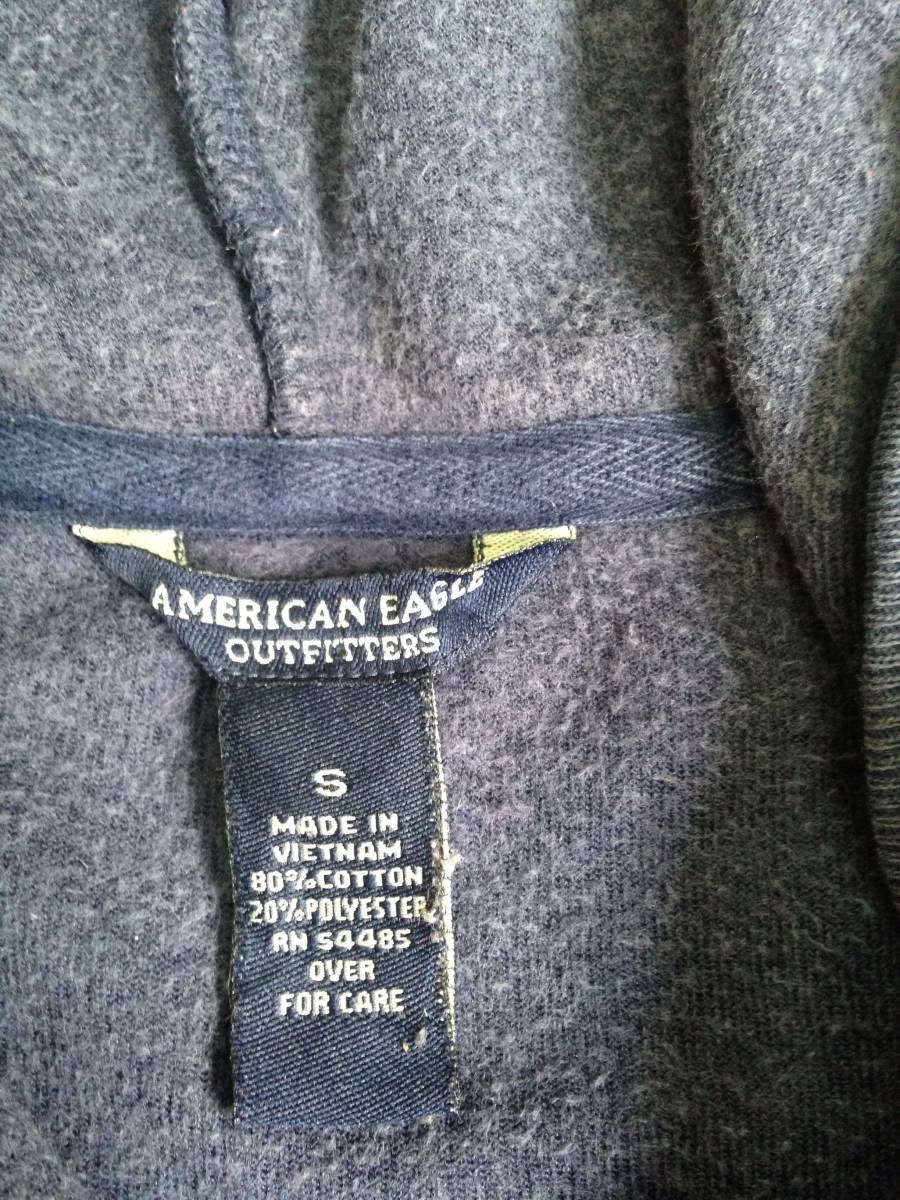 AMERICAN EAGLE
OUTFITTERS
S
MADE IN
VIETNAM
80%COTTON
20%POLYESTER
RN 54485
OVER
FOR CARE